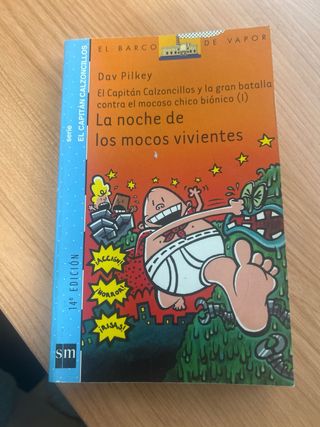 EL BARCO DE VAPOR
Dav Pilkey
El Capitán Calzoncillos y la gran batalla
contra el mocoso chico biónico (I)
La noche de
los mocos vivientes
serie
EL CAPITÁN CALZONCILLOS
¡ACCIÓN!
¡HORROR!
¡RISAS!
14ª EDICIÓN
sm